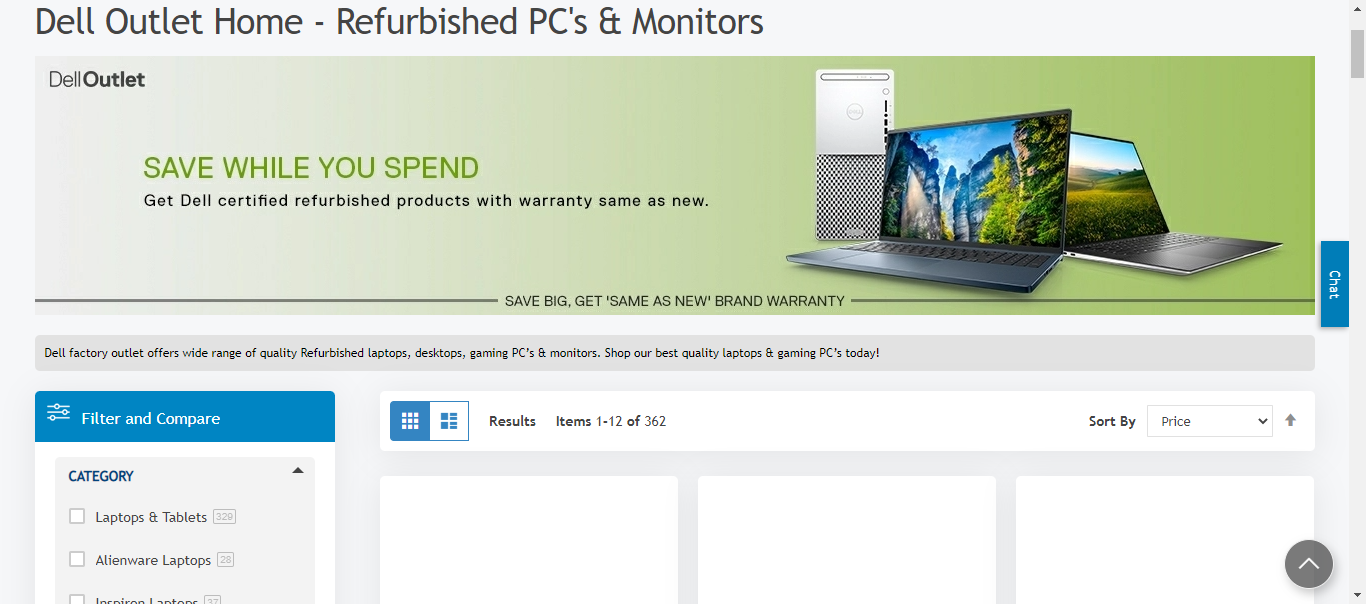 Dell Outlet Home - Refurbished PC's & Monitors
DellOutlet
SAVE WHILE YOU SPEND
Get Dell certified refurbished products with warranty same as new.
SAVE BIG, GET 'SAME AS NEW' BRAND WARRANTY
Chat
Dell factory outlet offers wide range of quality Refurbished laptops, desktops, gaming PC’s & monitors. Shop our best quality laptops & gaming PC’s today!
Filter and Compare
Results Items 1-12 of 362
Sort By Price
CATEGORY
Laptops & Tablets 329
Alienware Laptops 28
Inspiron Laptops 37